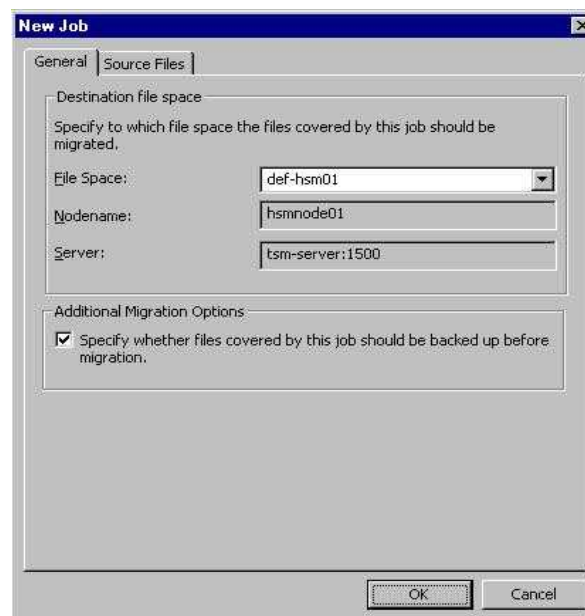 New Job
General
Source Files
Destination file space
Specify to which file space the files covered by this job should be
migrated.
File Space:
def-hsm01
Nodename:
hsmnode01
Server:
tsm-server:1500
Additional Migration Options
Specify whether files covered by this job should be backed up before
migration.
OK
Cancel